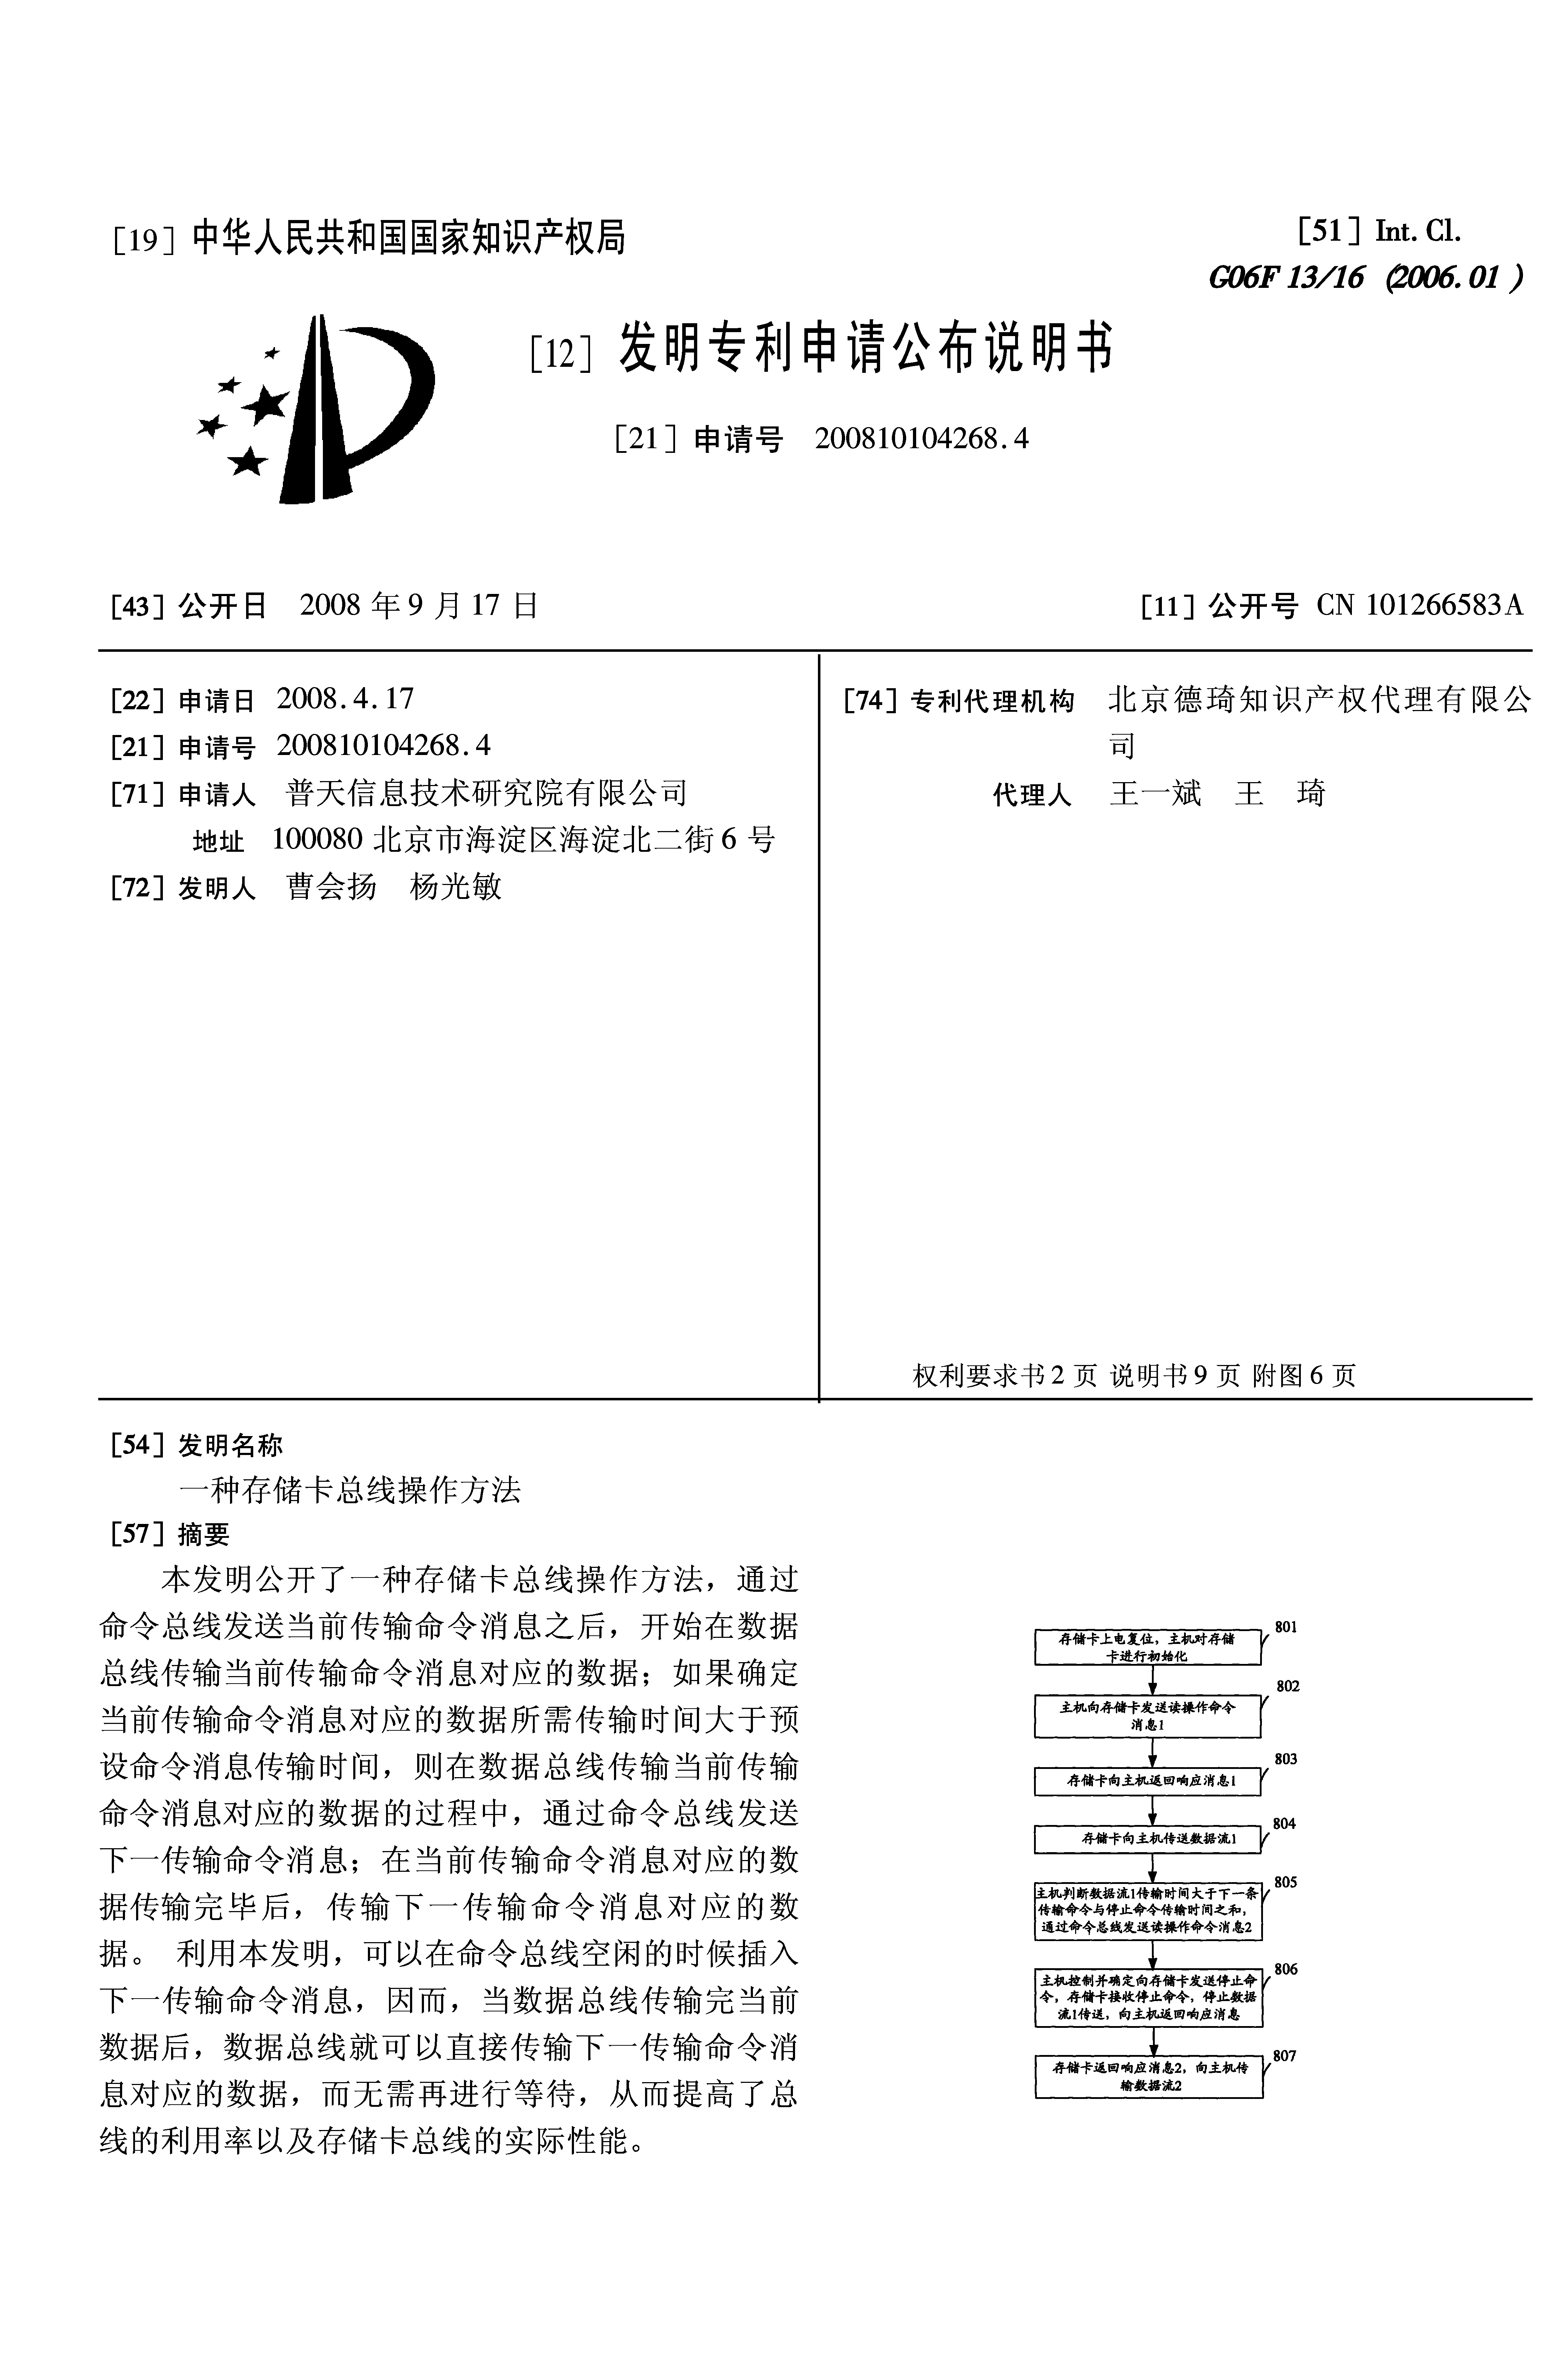 [19] 中华人民共和国国家知识产权局
[51] Int. Cl.
G06F 13/16 (2006.01)
[12] 发明专利申请公布说明书
[21] 申请号 200810104268.4
[43] 公开日 2008 年 9 月 17 日
[11] 公开号 CN 101266583A
[22] 申请日 2008.4.17
[21] 申请号 200810104268.4
[71] 申请人 普天信息技术研究院有限公司
地址 100080 北京市海淀区海淀北二街 6 号
[72] 发明人 曹会扬 杨光敏
[74] 专利代理机构 北京德琦知识产权代理有限公
司
代理人 王一斌 王 琦
权利要求书 2 页 说明书 9 页 附图 6 页
[54] 发明名称
一种存储卡总线操作方法
[57] 摘要
本发明公开了一种存储卡总线操作方法，通过
命令总线发送当前传输命令消息之后，开始在数据
总线传输当前传输命令消息对应的数据；如果确定
当前传输命令消息对应的数据所需传输时间大于预
设命令消息传输时间，则在数据总线传输当前传输
命令消息对应的数据的过程中，通过命令总线发送
下一传输命令消息；在当前传输命令消息对应的数
据传输完毕后，传输下一传输命令消息对应的数
据。 利用本发明，可以在命令总线空闲的时候插入
下一传输命令消息，因而，当数据总线传输完当前
数据后，数据总线就可以直接传输下一传输命令消
息对应的数据，而无需再进行等待，从而提高了总
线的利用率以及存储卡总线的实际性能。
801
存储卡上电复位，主机对存储
卡进行初始化
802
主机向存储卡发送读操作命令
消息1
803
存储卡向主机返回响应消息1
804
存储卡向主机传送数据流1
805
主机判断数据流1传输时间大于下一条
传输命令与停止命令传输时间之和，
通过命令总线发送读操作命令消息2
806
主机控制并确定向存储卡发送停止命
令，存储卡接收停止命令，停止数据
流1传送，向主机返回响应消息
807
存储卡返回响应消息2，向主机传
输数据流2